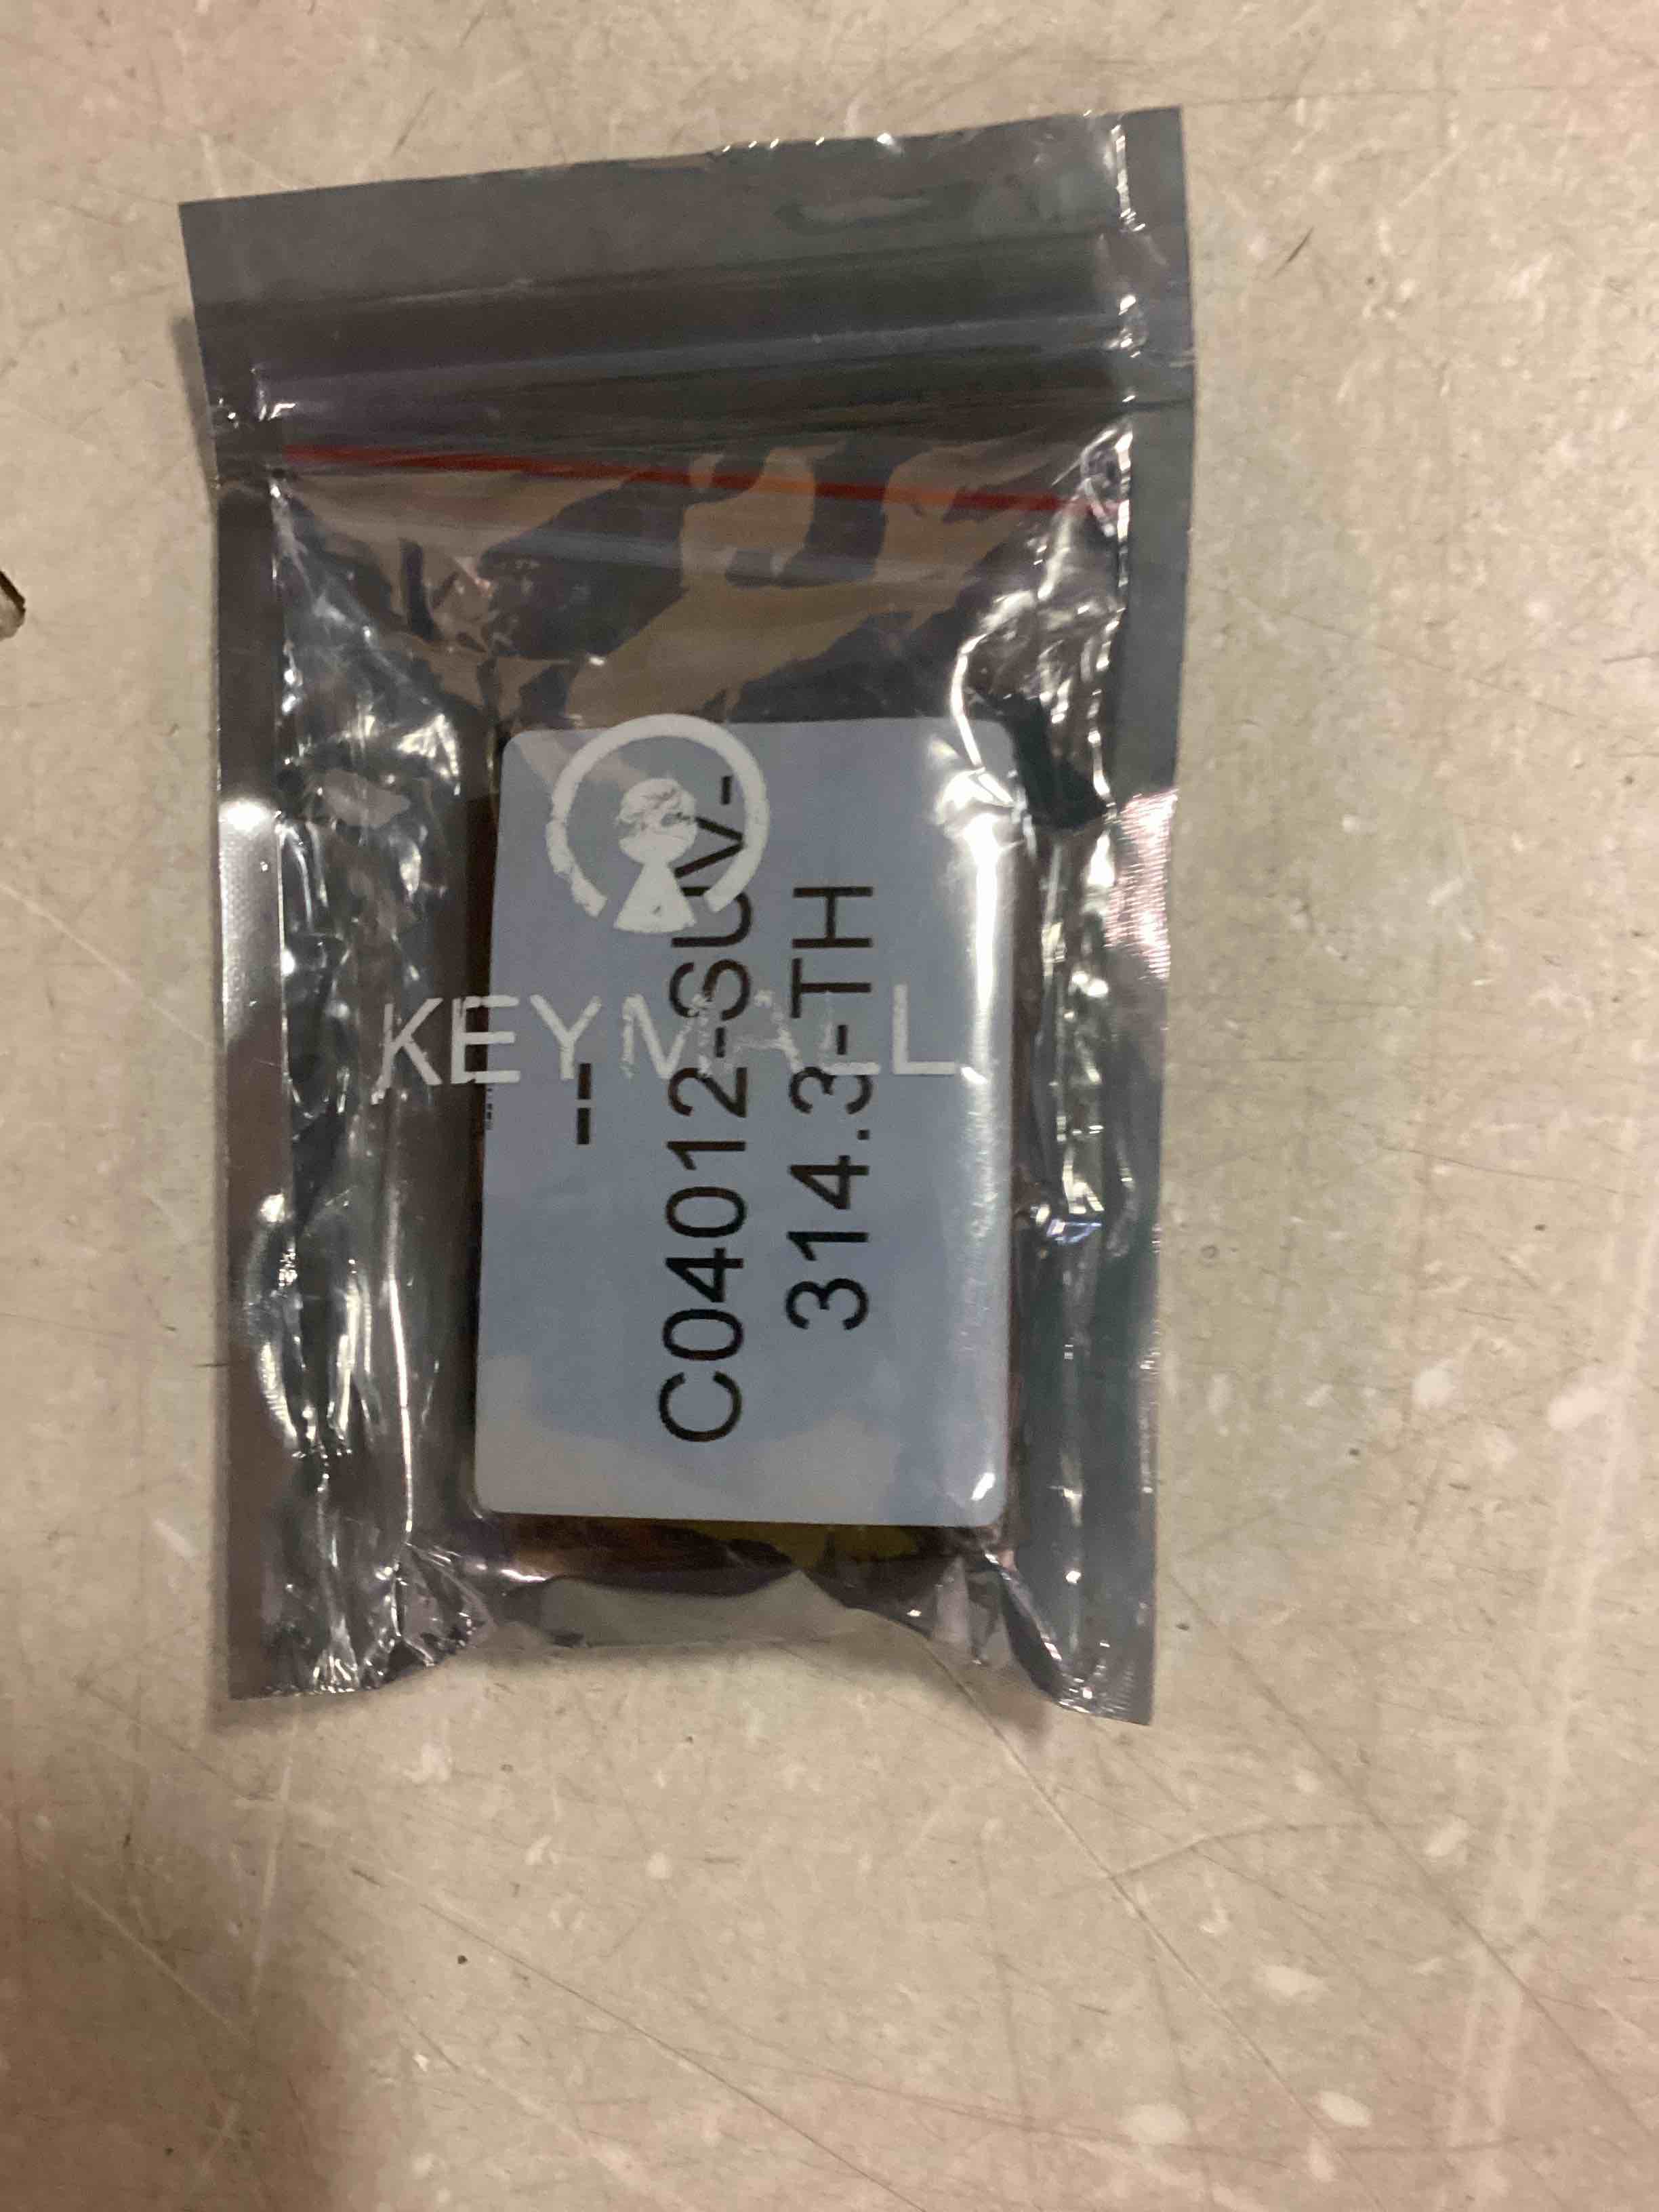 KEYMALL
--
C04012-SUV-
314.3-TH